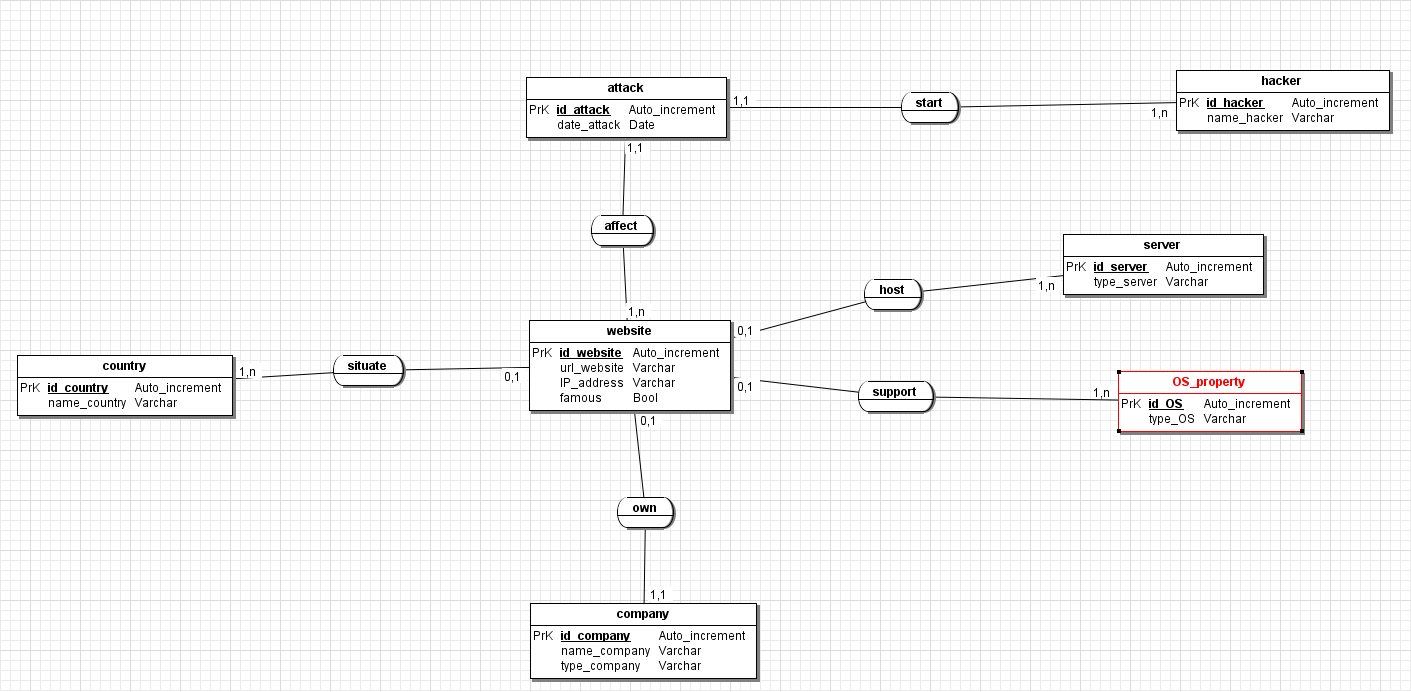 attack
PrK id_attack Auto_increment
date_attack Date
1,1
start
1,n
hacker
PrK id_hacker Auto_increment
name_hacker Varchar
1,1
affect
1,n
server
PrK id_server Auto_increment
type_server Varchar
host
1,n
0,1
website
PrK id_website Auto_increment
url_website Varchar
IP_address Varchar
famous Bool
country
PrK id_country Auto_increment
name_country Varchar
1,n
situate
0,1
0,1
support
1,n
OS_property
PrK id_OS Auto_increment
type_OS Varchar
0,1
own
1,1
company
PrK id_company Auto_increment
name_company Varchar
type_company Varchar